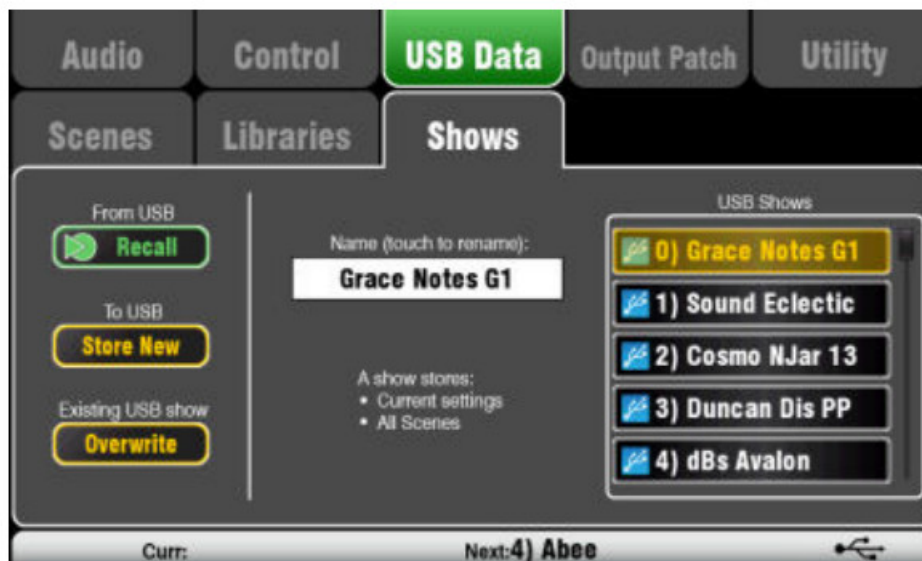 Audio Control USB Data Output Patch Utility
Scenes Libraries Shows
From USB
Recall
To USB
Store New
Existing USB show
Overwrite
Name (touch to rename):
Grace Notes G1
A show stores:
• Current settings
• All Scenes
USB Shows
0) Grace Notes G1
1) Sound Eclectic
2) Cosmo NJar 13
3) Duncan Dis PP
4) dBs Avalon
Curr: Next:4) Abee